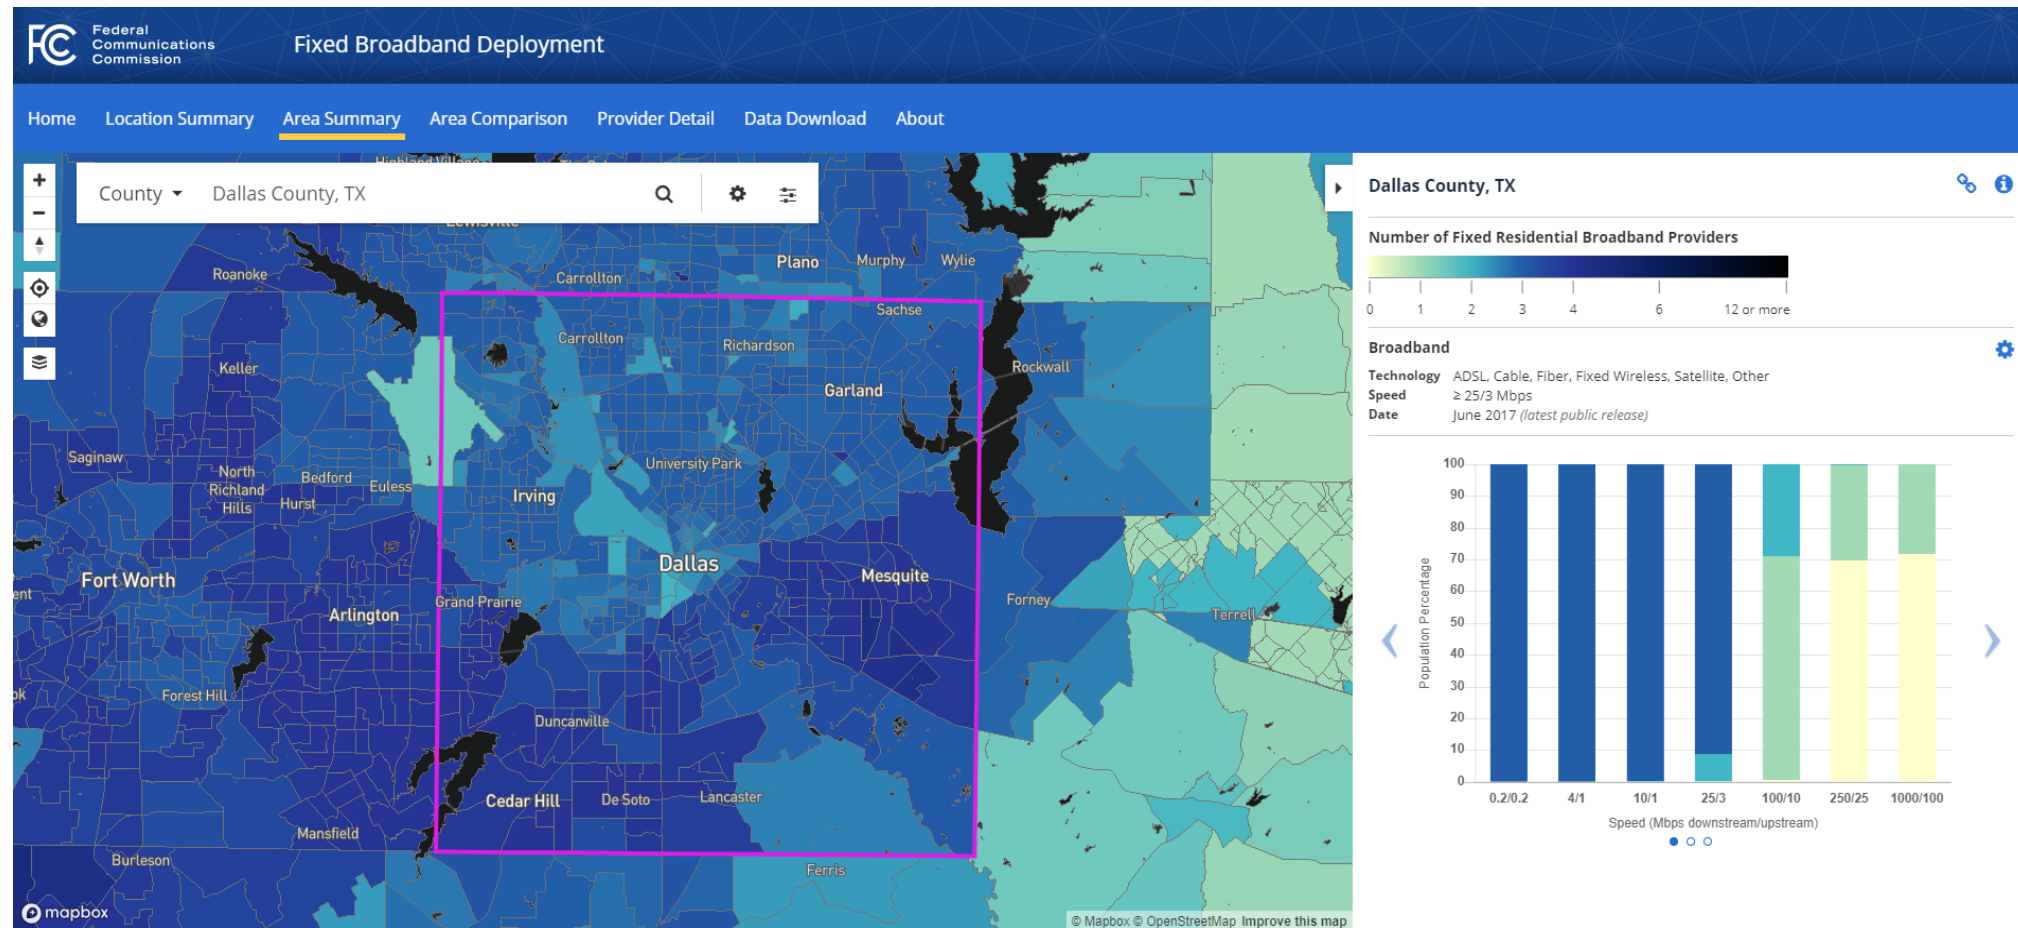 Federal
Communications
Commission
Fixed Broadband Deployment
Home Location Summary Area Summary Area Comparison Provider Detail Data Download About
County Dallas County, TX
Highland Village
Lewisville
Roanoke
Carrollton
Plano
Murphy
Wylie
Sachse
Carrollton
Richardson
Keller
Garland
Rockwall
Saginaw
North
Richland
Hills
Bedford
Euless
Hurst
Irving
University Park
Fort Worth
Dallas
Mesquite
Arlington
Grand Prairie
Forney
Terrell
Forest Hill
Duncanville
Cedar Hill
De Soto
Lancaster
Mansfield
Burleson
Ferris
mapbox
© Mapbox © OpenStreetMap Improve this map
Dallas County, TX
Number of Fixed Residential Broadband Providers
0 1 2 3 4 6 12 or more
Broadband
Technology ADSL, Cable, Fiber, Fixed Wireless, Satellite, Other
Speed ≥ 25/3 Mbps
Date June 2017 (latest public release)
Population Percentage
100
90
80
70
60
50
40
30
20
10
0
0.2/0.2 4/1 10/1 25/3 100/10 250/25 1000/100
Speed (Mbps downstream/upstream)